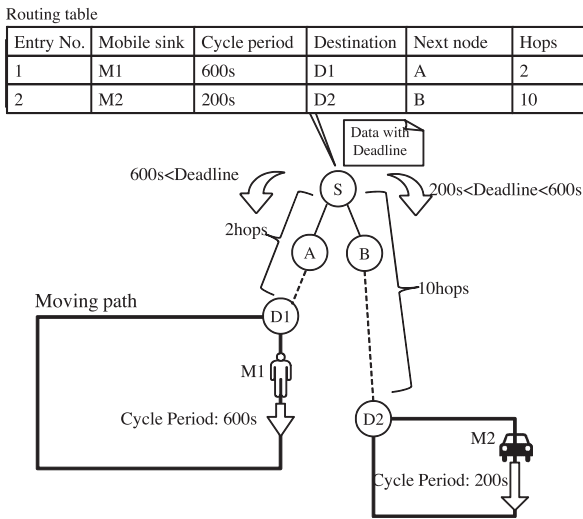 Routing table
Entry No. Mobile sink Cycle period Destination Next node Hops
1 M1 600s D1 A 2
2 M2 200s D2 B 10
Data with
Deadline
600s<Deadline
S
200s<Deadline<600s
2hops
A
B
10hops
Moving path
D1
M1
Cycle Period: 600s
D2
M2
Cycle Period: 200s